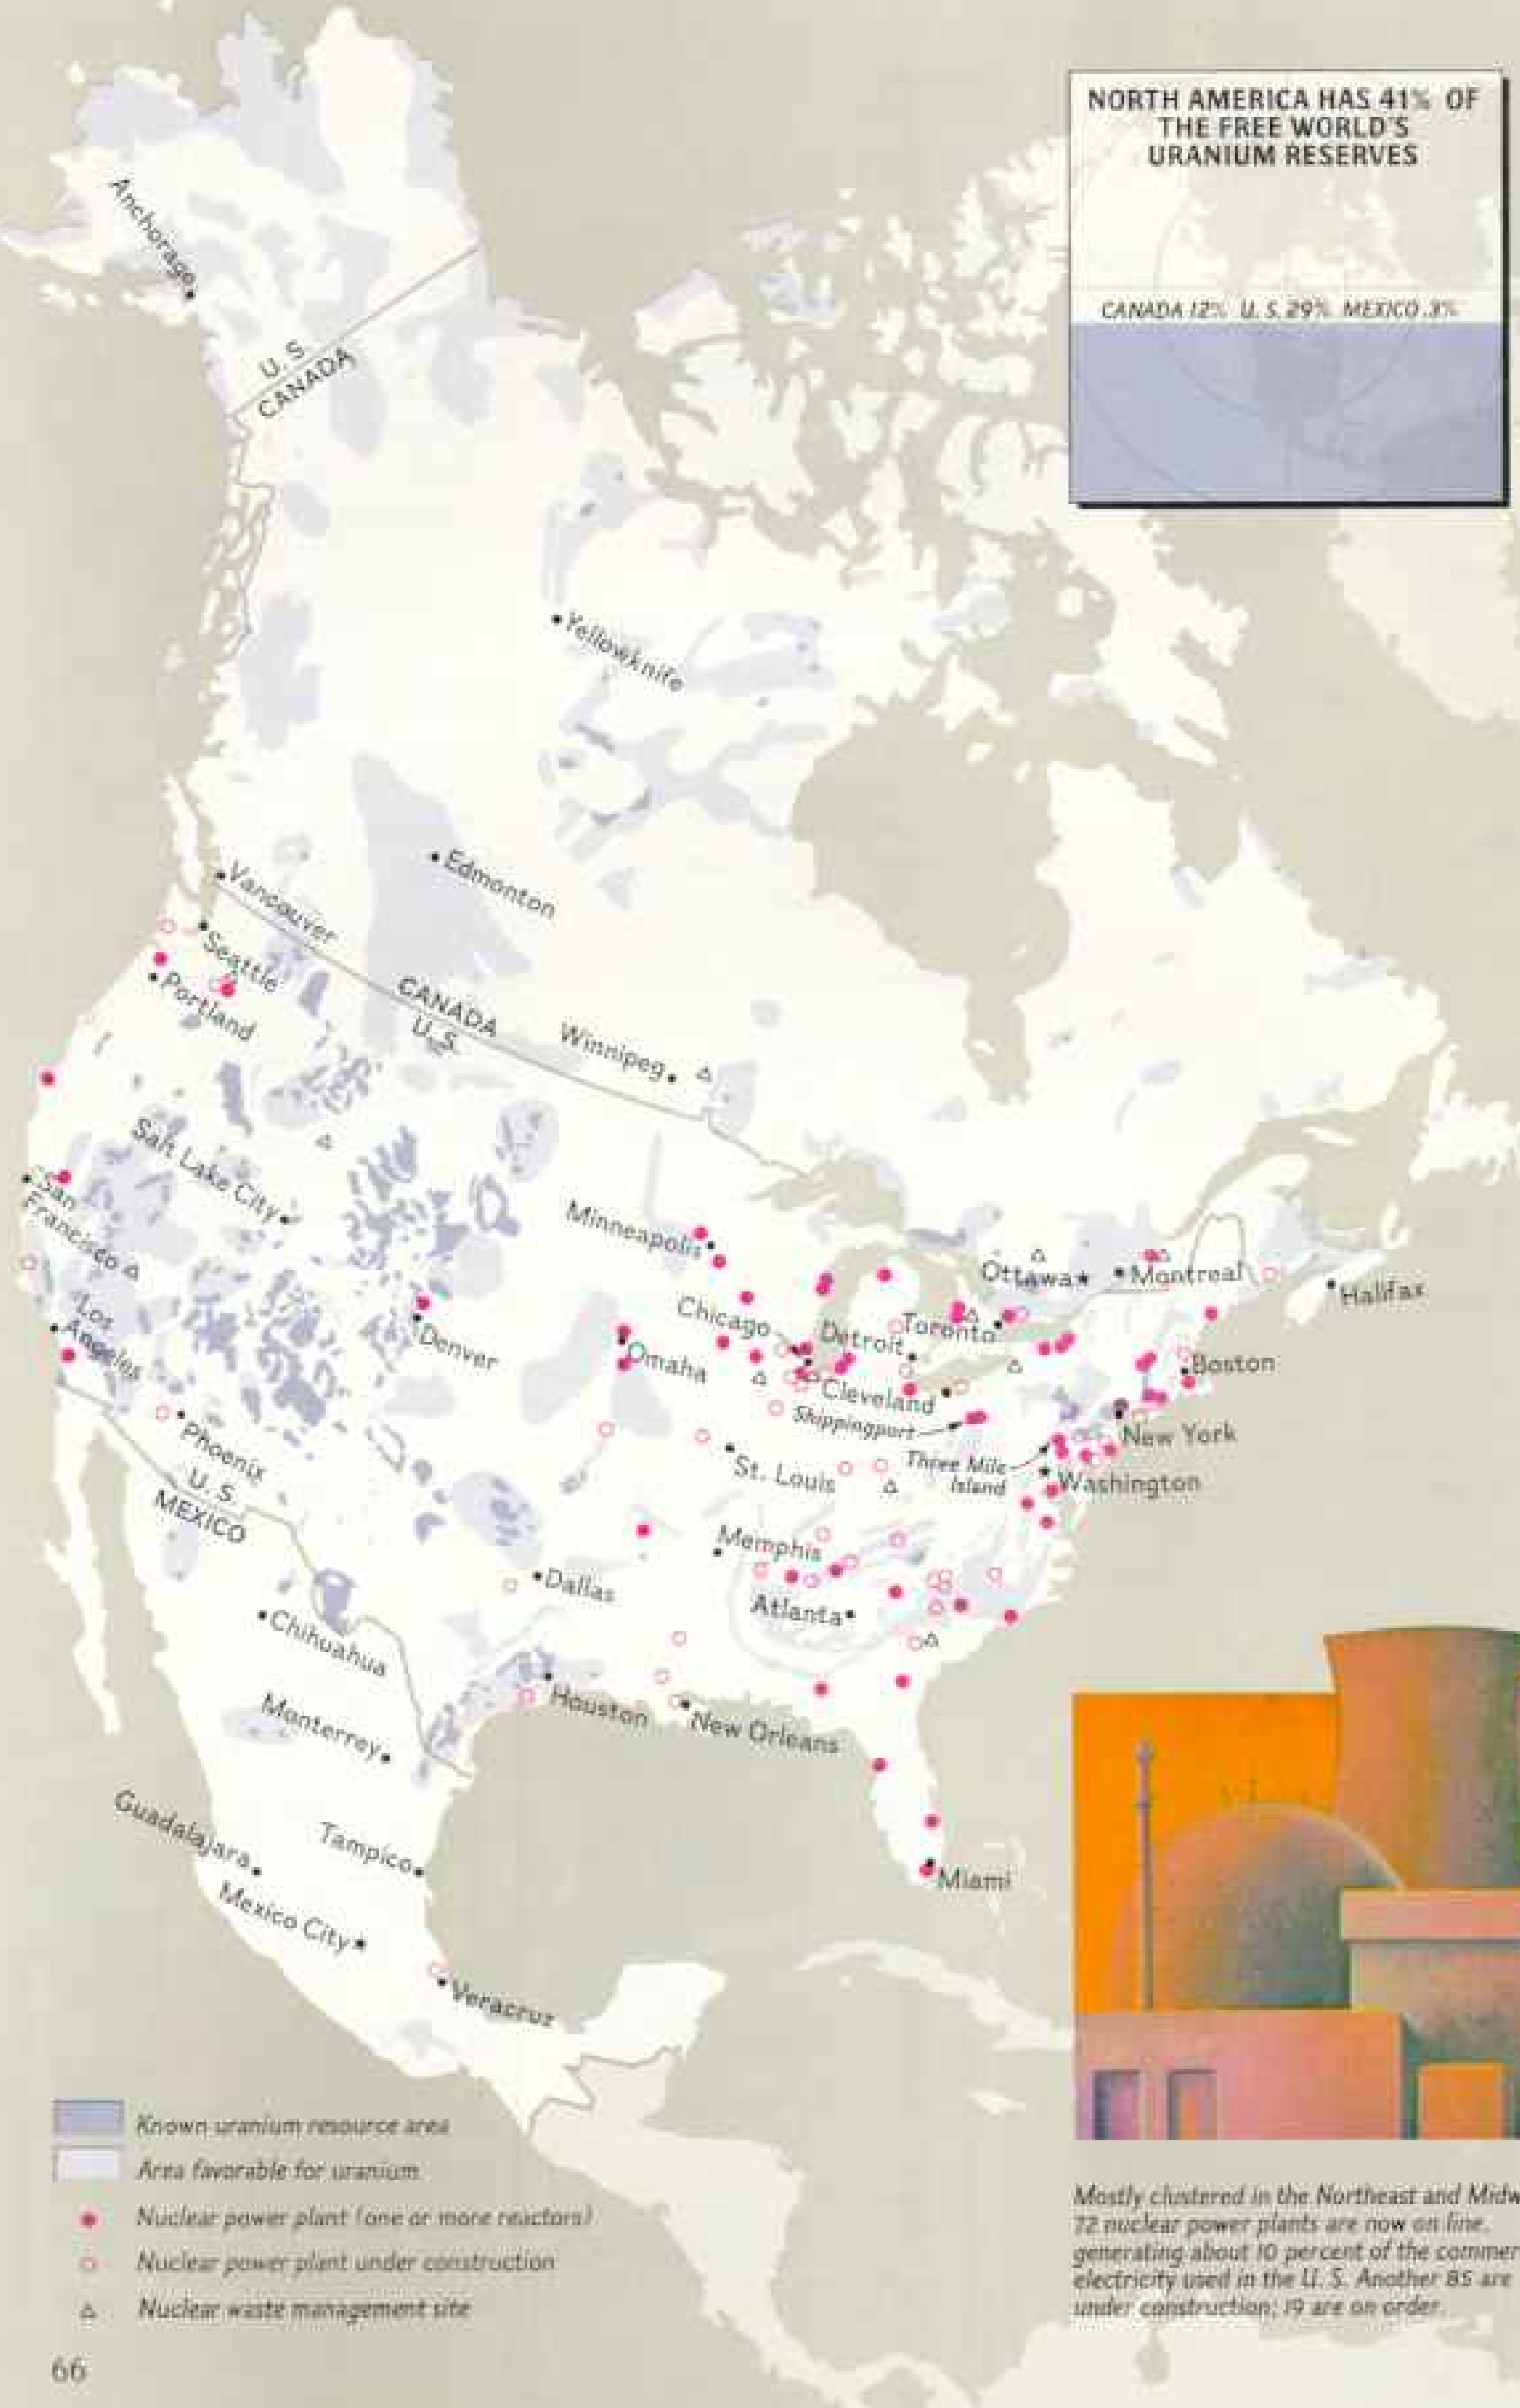 NORTH AMERICA HAS 41% OF
THE FREE WORLD'S
URANIUM RESERVES
CANADA 12% U.S. 29% MEXICO .3%
Anchorage
U.S.
CANADA
Yellowknife
Edmonton
Vancouver
Seattle
Portland
CANADA
U.S.
Winnipeg
Salt Lake City
San
Francisco
Minneapolis
Ottawa
Montreal
Halifax
Los
Angeles
Denver
Chicago
Detroit
Toronto
Omaha
Boston
Cleveland
Shippingport
New York
Phoenix
St. Louis
Three Mile
Island
Washington
U.S.
MEXICO
Memphis
Dallas
Atlanta
Chihuahua
Houston
New Orleans
Monterrey
Guadalajara
Tampico
Miami
Mexico City
Veracruz
Known uranium resource area
Area favorable for uranium
Nuclear power plant (one or more reactors)
Nuclear power plant under construction
Nuclear waste management site
Mostly clustered in the Northeast and Midw
72 nuclear power plants are now on line,
generating about 10 percent of the commer
electricity used in the U.S. Another 85 are
under construction; 19 are on order.
66